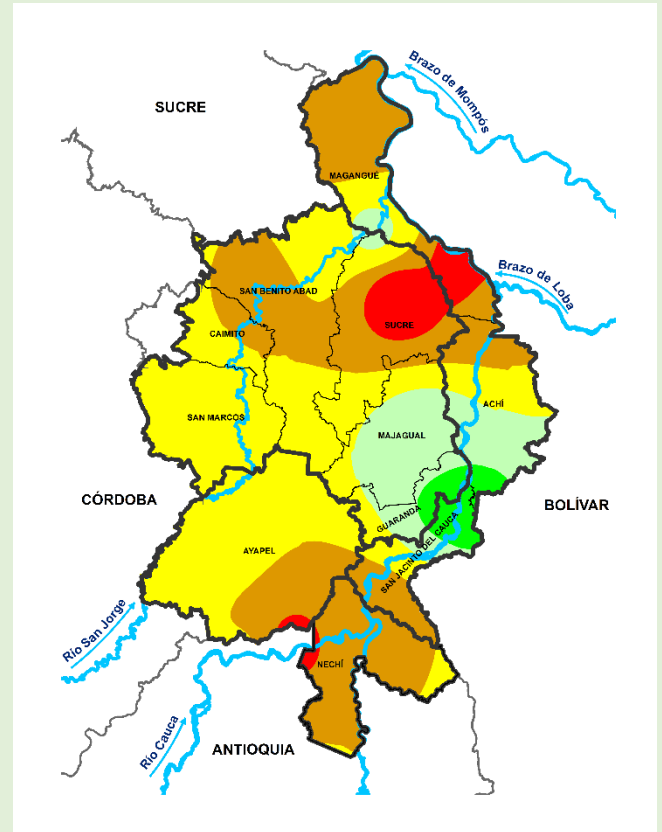 Brazo de Mompós
SUCRE
MAGANGUÉ
Brazo de Loba
SAN BENITO ABAD
SUCRE
CAIMITO
ACHÍ
SAN MARCOS
MAJAGUAL
CÓRDOBA
BOLÍVAR
GUARANDA
AYAPEL
SAN JACINTO DEL CAUCA
Río San Jorge
NECHÍ
Río Cauca
ANTIOQUIA